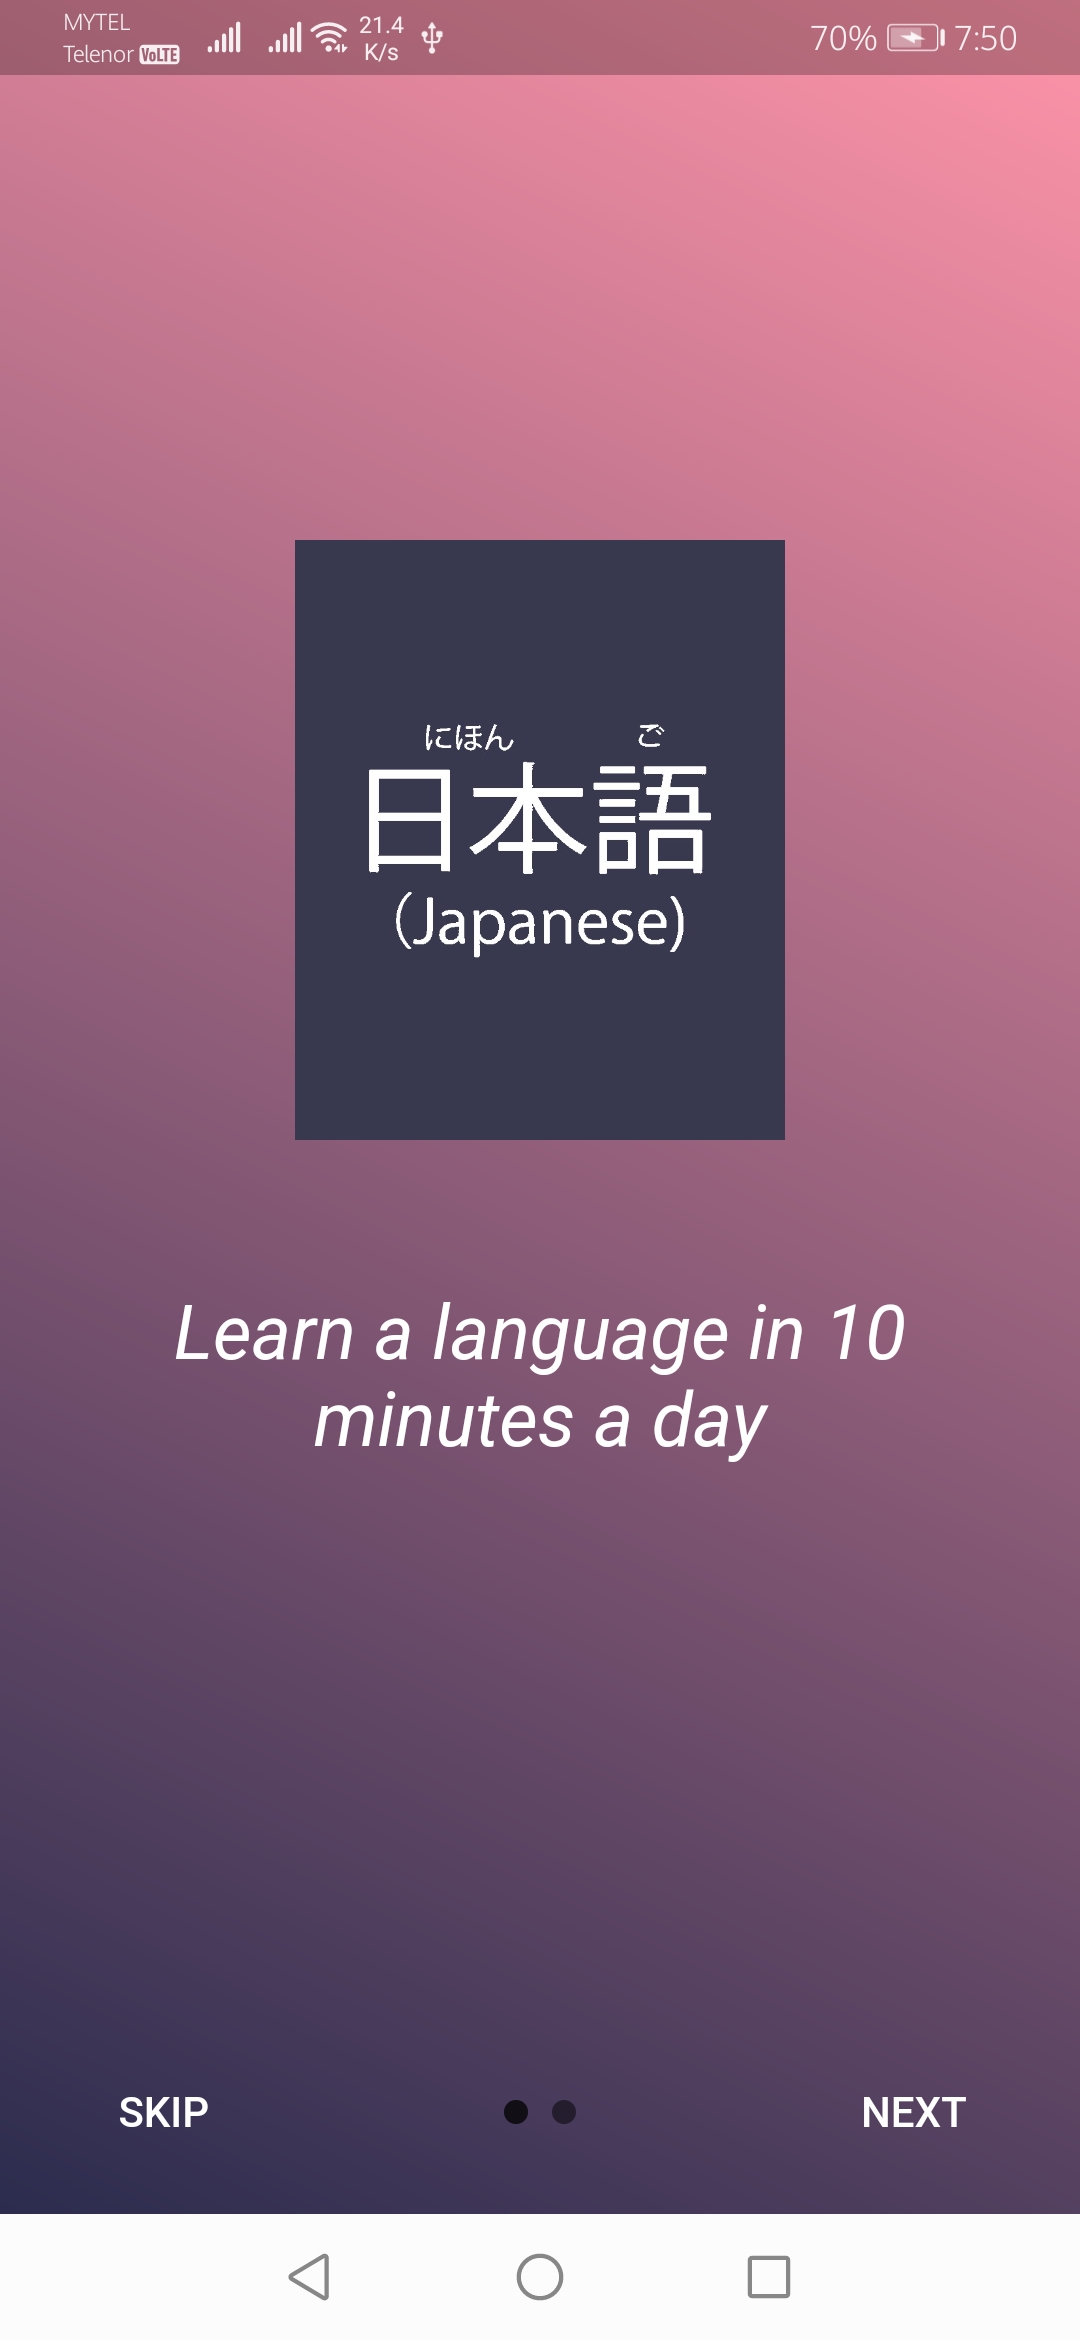 MYTEL
Telenor VoLTE
21.4
K/s
70%
7:50
にほん ご
日本語
(Japanese)
Learn a language in 10
minutes a day
SKIP
NEXT